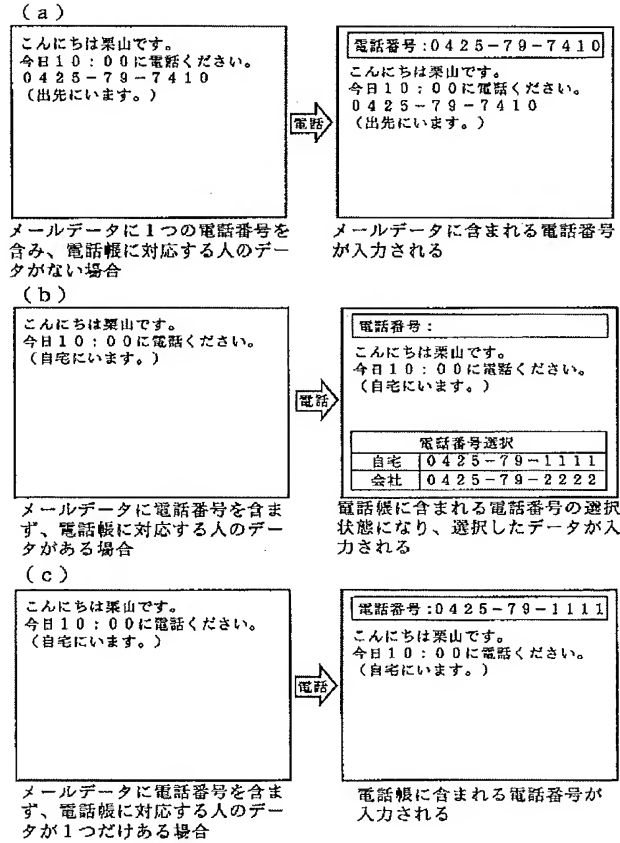 (a)
こんにちは栗山です。
今日10:00に電話ください。
0425-79-7410
(出先にいます。)
電話
電話番号:0425-79-7410
こんにちは栗山です。
今日10:00に電話ください。
0425-79-7410
(出先にいます。)
メールデータに1つの電話番号を
含み、電話帳に対応する人のデー
タがない場合
メールデータに含まれる電話番号
が入力される
(b)
こんにちは栗山です。
今日10:00に電話ください。
(自宅にいます。)
電話
電話番号:
こんにちは栗山です。
今日10:00に電話ください。
(自宅にいます。)
電話番号選択
自宅 0425-79-1111
会社 0425-79-2222
メールデータに電話番号を含ま
ず、電話帳に対応する人のデー
タがある場合
電話帳に含まれる電話番号の選択
状態になり、選択したデータが入
力される
(c)
こんにちは栗山です。
今日10:00に電話ください。
(自宅にいます。)
電話
電話番号:0425-79-1111
こんにちは栗山です。
今日10:00に電話ください。
(自宅にいます。)
メールデータに電話番号を含ま
ず、電話帳に対応する人のデー
タが1つだけある場合
電話帳に含まれる電話番号が
入力される